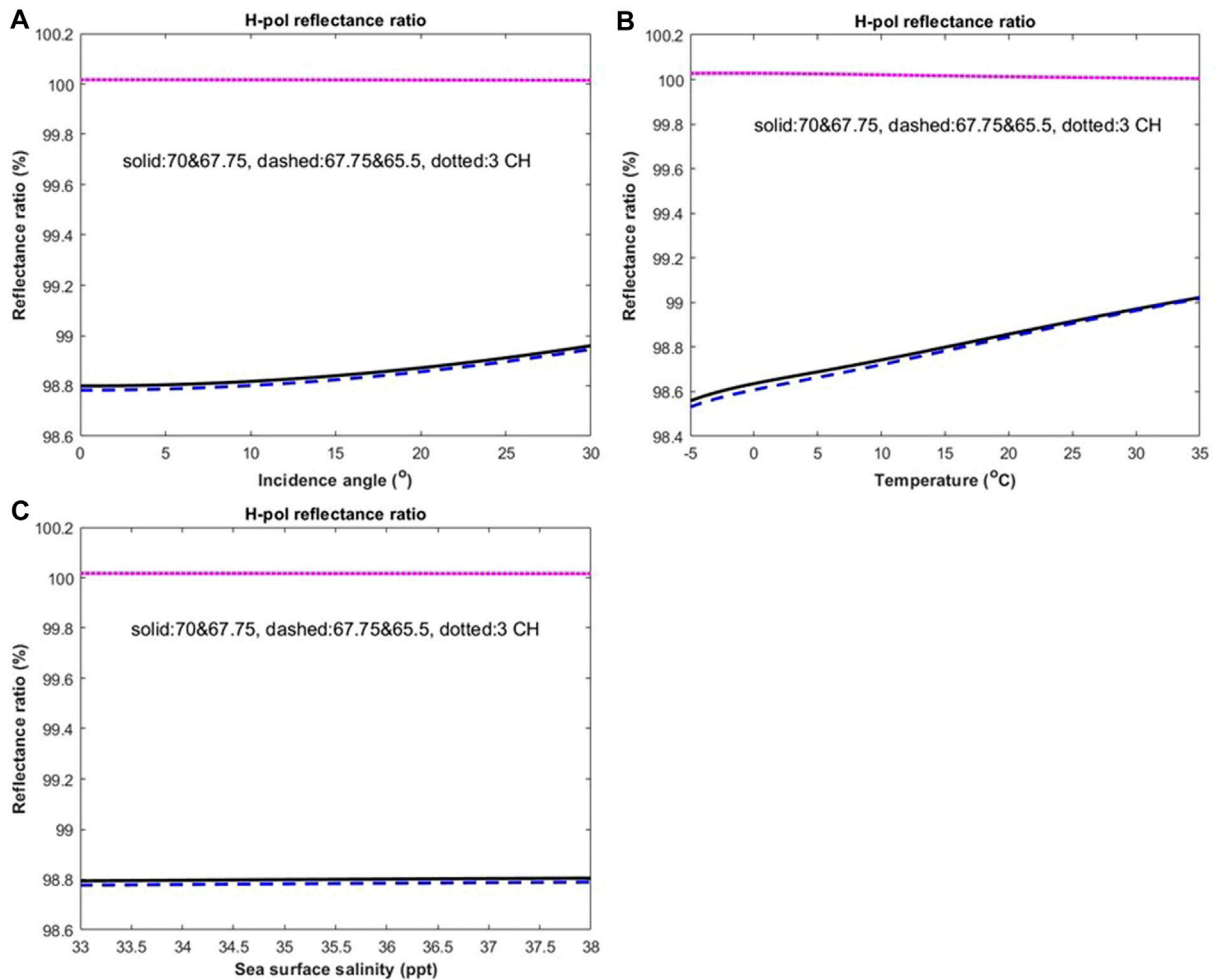 A
H-pol reflectance ratio
100.2
100
99.8
99.6
99.4
99.2
99
98.8
98.6
Reflectance ratio (%)
solid:70&67.75, dashed:67.75&65.5, dotted:3 CH
0 5 10 15 20 25 30
Incidence angle (°)
B
H-pol reflectance ratio
100.2
100
99.8
99.6
99.4
99.2
99
98.8
98.6
98.4
Reflectance ratio (%)
solid:70&67.75, dashed:67.75&65.5, dotted:3 CH
-5 0 5 10 15 20 25 30 35
Temperature (°C)
C
H-pol reflectance ratio
100.2
100
99.8
99.6
99.4
99.2
99
98.8
98.6
Reflectance ratio (%)
solid:70&67.75, dashed:67.75&65.5, dotted:3 CH
33 33.5 34 34.5 35 35.5 36 36.5 37 37.5 38
Sea surface salinity (ppt)